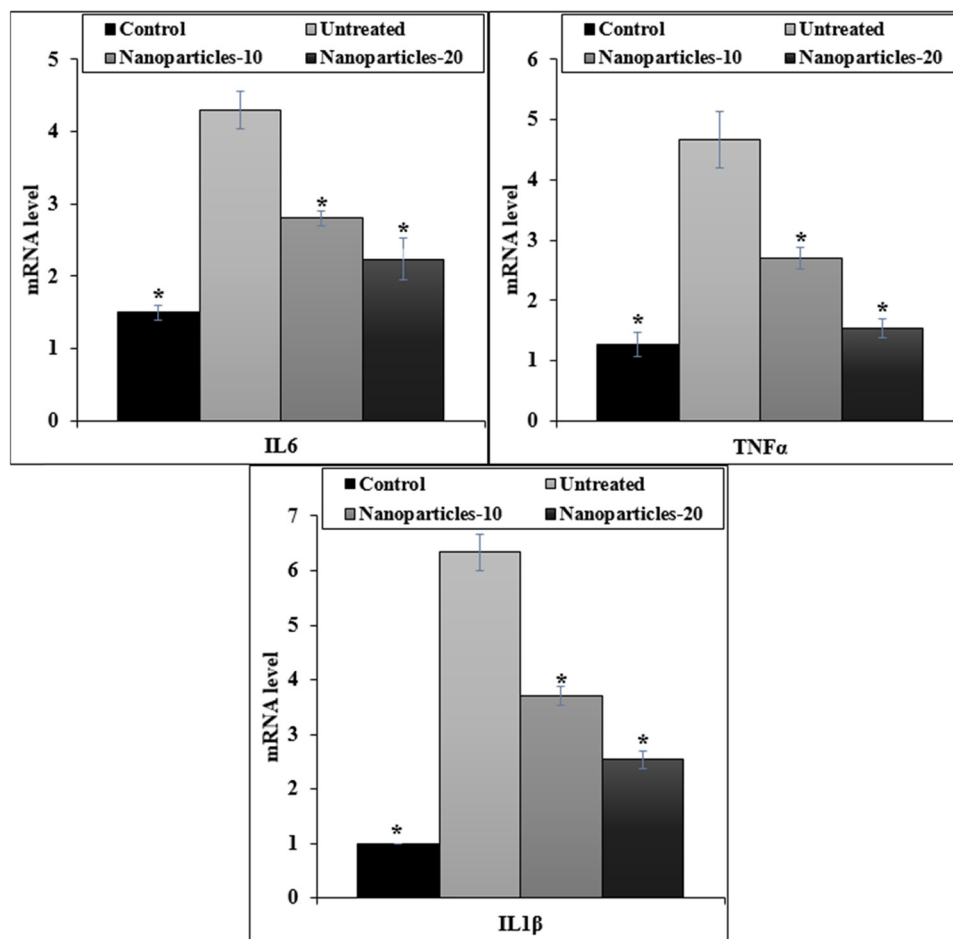 Control Untreated
Nanoparticles-10 Nanoparticles-20
5
4
3
2
1
0
mRNA level
*
*
*
IL6
Control Untreated
Nanoparticles-10 Nanoparticles-20
6
5
4
3
2
1
0
mRNA level
*
*
*
TNFα
Control Untreated
Nanoparticles-10 Nanoparticles-20
7
6
5
4
3
2
1
0
mRNA level
*
*
*
IL1β